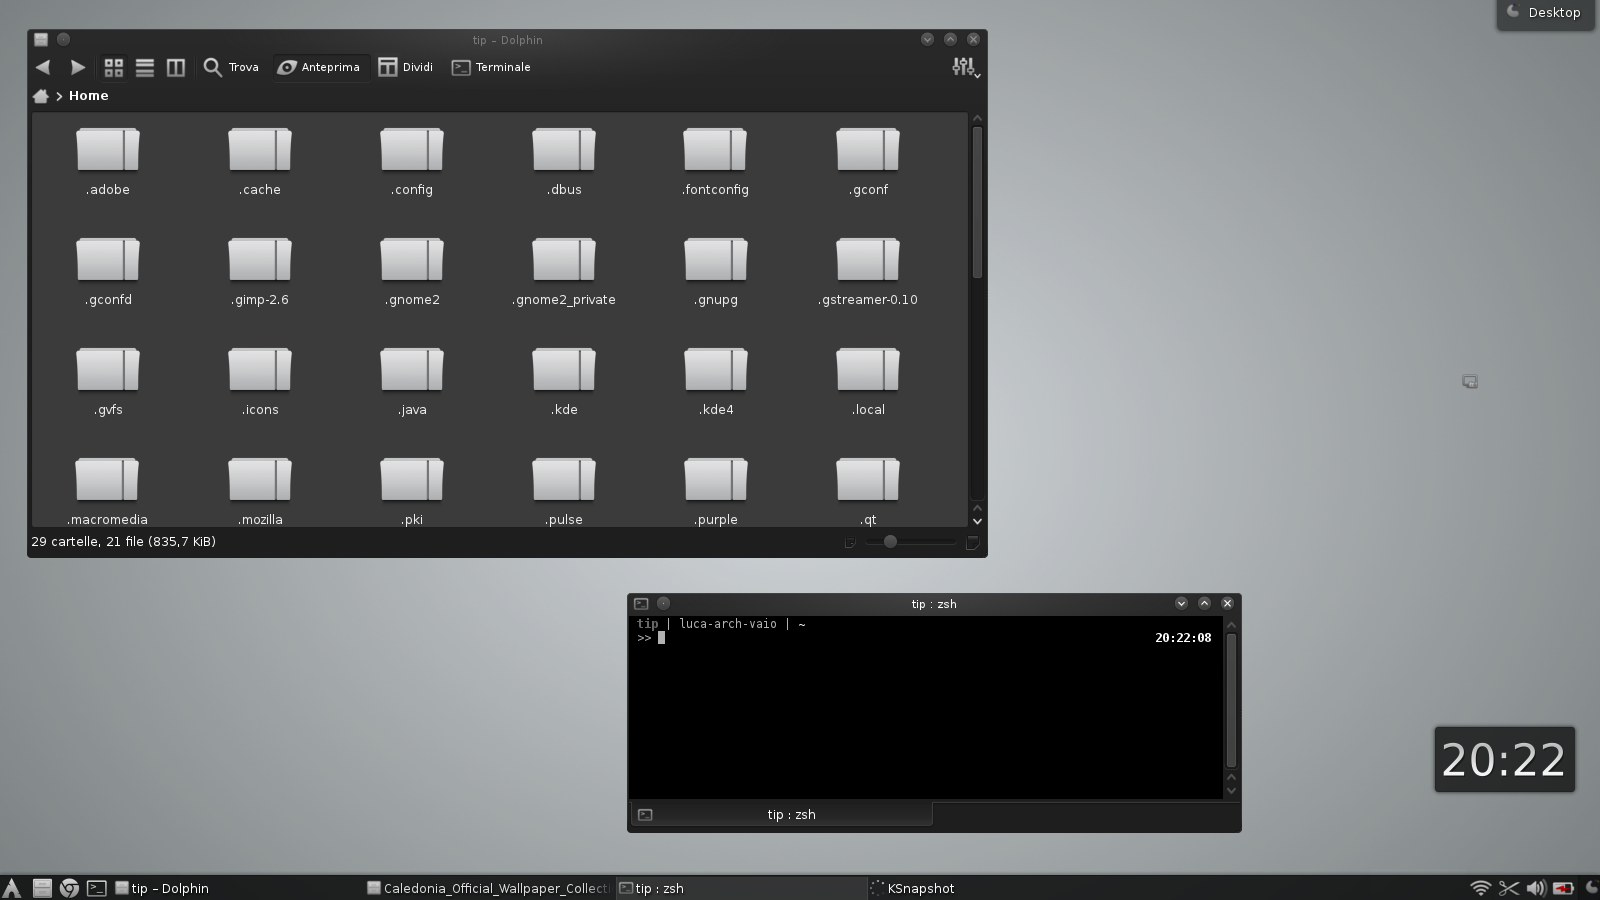 Desktop
tip – Dolphin
Trova Anteprima Dividi Terminale
Home
.adobe .cache .config .dbus .fontconfig .gconf
.gconfd .gimp-2.6 .gnome2 .gnome2_private .gnupg .gstreamer-0.10
.gvfs .icons .java .kde .kde4 .local
.macromedia .mozilla .pki .pulse .purple .qt
29 cartelle, 21 file (835,7 KiB)
tip : zsh
tip | luca-arch-vaio | ~
>> 20:22:08
tip : zsh
20:22
tip – Dolphin Caledonia_Official_Wallpaper_Collecti tip : zsh KSnapshot